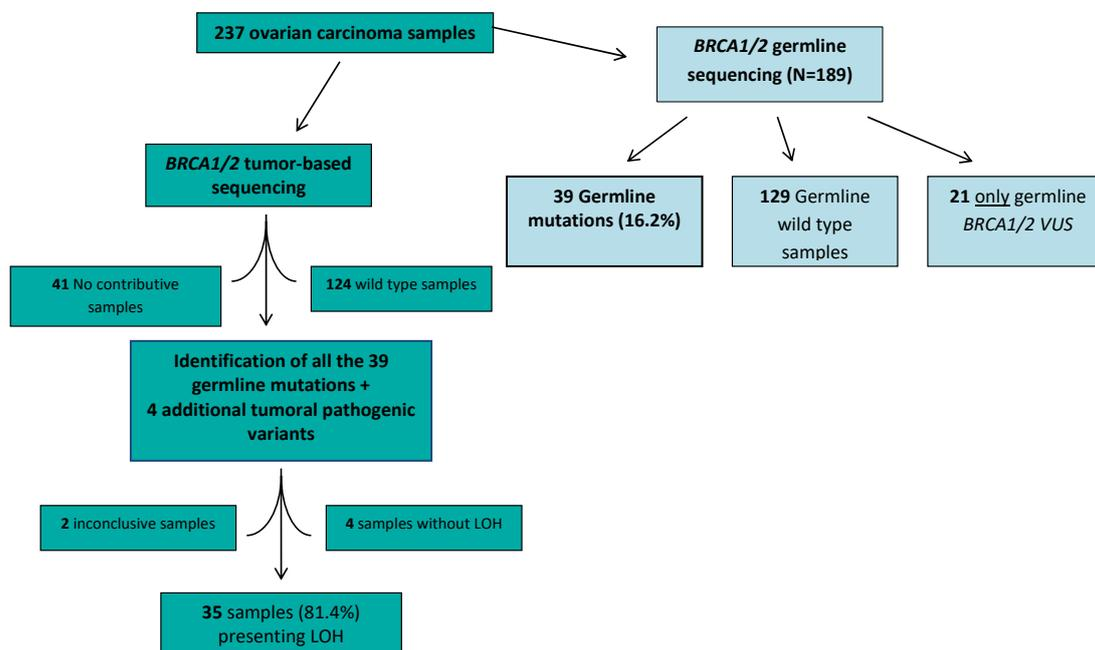 237 ovarian carcinoma samples
BRCA1/2 germline
sequencing (N=189)
BRCA1/2 tumor-based
sequencing
39 Germline
mutations (16.2%)
129 Germline
wild type
samples
21 only germline
BRCA1/2 VUS
41 No contributive
samples
124 wild type samples
Identification of all the 39
germline mutations +
4 additional tumoral pathogenic
variants
2 inconclusive samples
4 samples without LOH
35 samples (81.4%)
presenting LOH